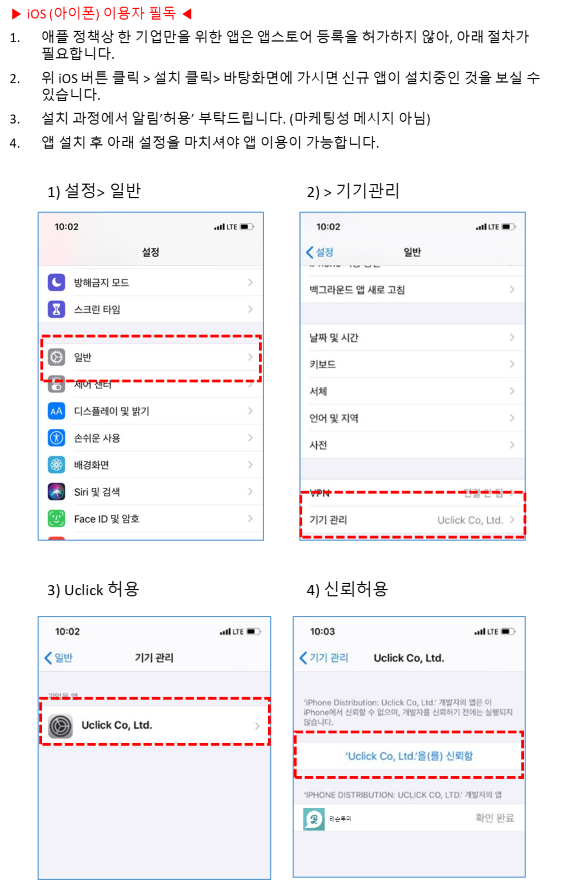 ▶ iOS (아이폰) 이용자 필독 ◀
1. 애플 정책상 한 기업만을 위한 앱은 앱스토어 등록을 허가하지 않아, 아래 절차가
필요합니다.
2. 위 iOS 버튼 클릭 > 설치 클릭> 바탕화면에 가시면 신규 앱이 설치중인 것을 보실 수
있습니다.
3. 설치 과정에서 알림‘허용’ 부탁드립니다. (마케팅성 메시지 아님)
4. 앱 설치 후 아래 설정을 마치셔야 앱 이용이 가능합니다.
1) 설정> 일반
10:02 LTE
설정
방해금지 모드
스크린 타임
일반
제어 센터
디스플레이 및 밝기
손쉬운 사용
배경화면
Siri 및 검색
Face ID 및 암호
2) > 기기관리
10:02 LTE
설정 일반
백그라운드 앱 새로 고침
날짜 및 시간
키보드
서체
언어 및 지역
사전
VPN 연결 안 됨
기기 관리 Uclick Co, Ltd.
3) Uclick 허용
10:02 LTE
일반 기기 관리
기업용 앱
Uclick Co, Ltd.
4) 신뢰허용
10:03 LTE
기기 관리 Uclick Co, Ltd.
'iPhone Distribution: Uclick Co, Ltd.' 개발자의 앱은 이
iPhone에서 신뢰할 수 없으며, 개발자를 신뢰하기 전에는 실행되지
않습니다.
'Uclick Co, Ltd.'을(를) 신뢰함
'IPHONE DISTRIBUTION: UCLICK CO, LTD.' 개발자의 앱
리슨투미 확인 완료